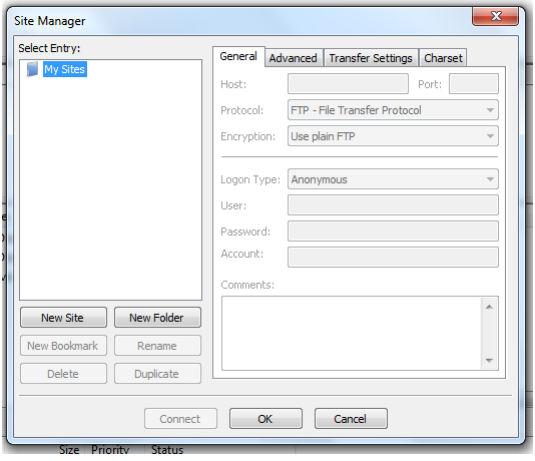 Site Manager
Select Entry:
My Sites
General Advanced Transfer Settings Charset
Host: Port:
Protocol: FTP - File Transfer Protocol
Encryption: Use plain FTP
Logon Type: Anonymous
User:
Password:
Account:
Comments:
New Site New Folder
New Bookmark Rename
Delete Duplicate
Connect OK Cancel
Size Priority Status